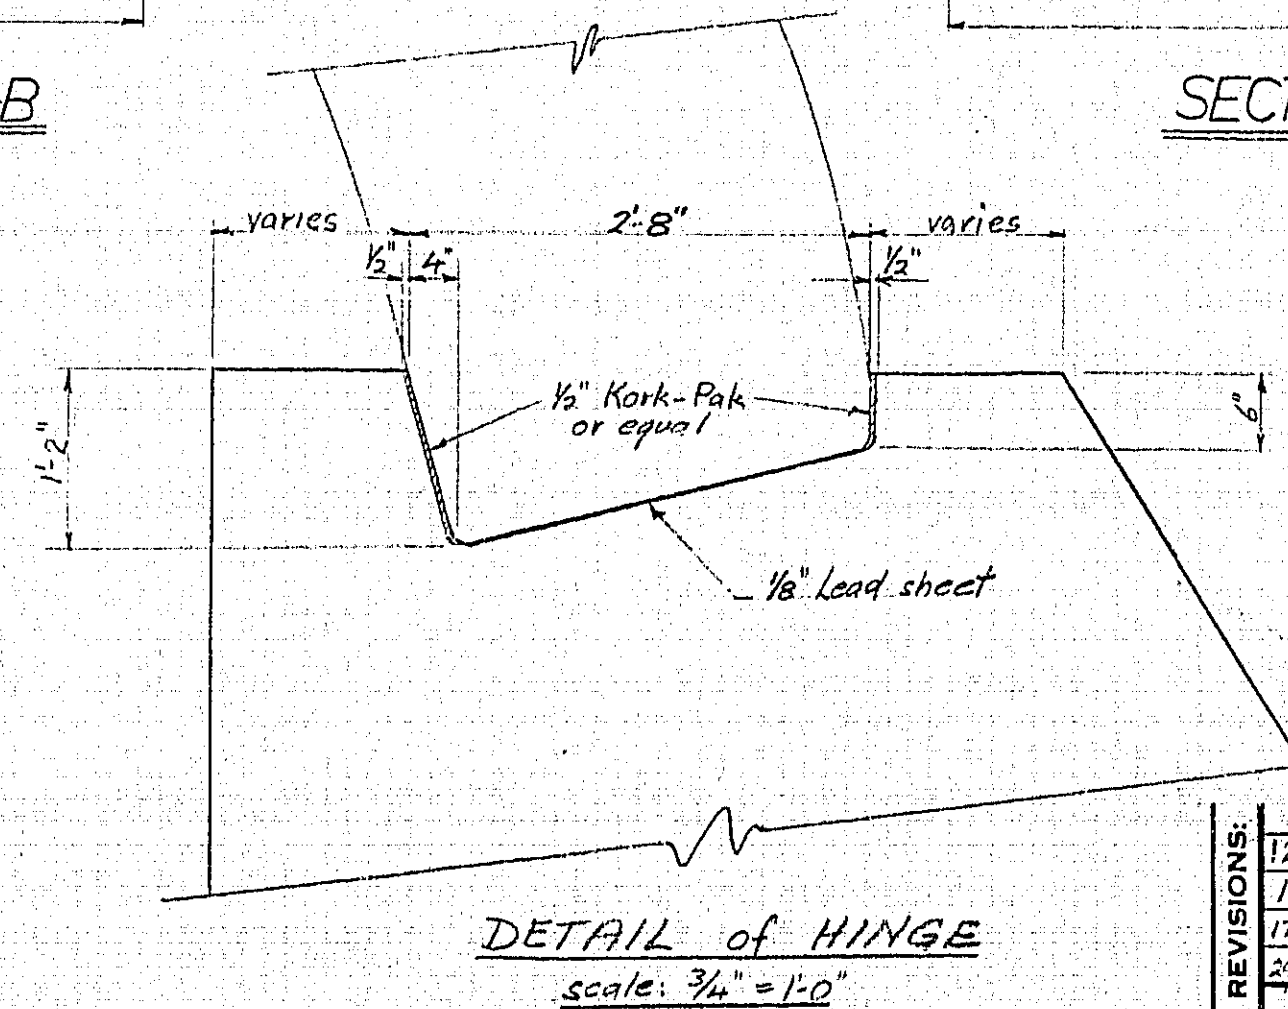 B
SECT
varies
2'-8"
varies
1/2"
4"
1/2"
1'-2"
1/2" Kork-Pak
or equal
6"
1/8" Lead sheet
DETAIL of HINGE
scale: 3/4" = 1'-0"
REVISIONS: